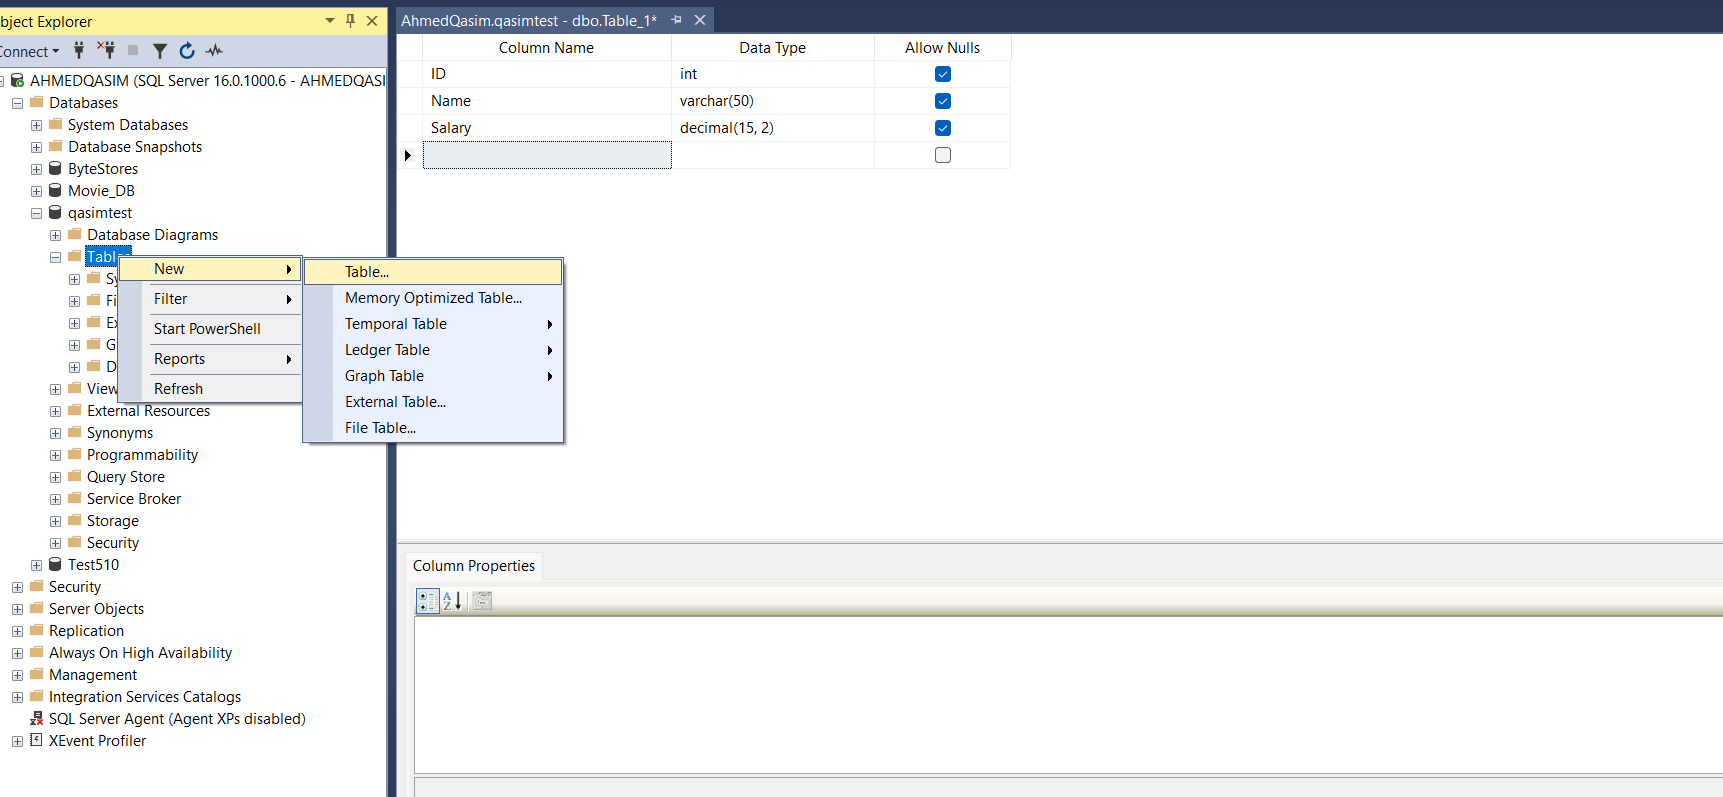 bject Explorer
onnect
AHMEDQASIM (SQL Server 16.0.1000.6 - AHMEDQASI
Databases
System Databases
Database Snapshots
ByteStores
Movie_DB
qasimtest
Database Diagrams
Table
Sy
Fi
Ex
G
D
View
External Resources
Synonyms
Programmability
Query Store
Service Broker
Storage
Security
Test510
Security
Server Objects
Replication
Always On High Availability
Management
Integration Services Catalogs
SQL Server Agent (Agent XPs disabled)
XEvent Profiler
New
Filter
Start PowerShell
Reports
Refresh
Table...
Memory Optimized Table...
Temporal Table
Ledger Table
Graph Table
External Table...
File Table...
AhmedQasim.qasimtest - dbo.Table_1*
Column Name Data Type Allow Nulls
ID int
Name varchar(50)
Salary decimal(15, 2)
Column Properties